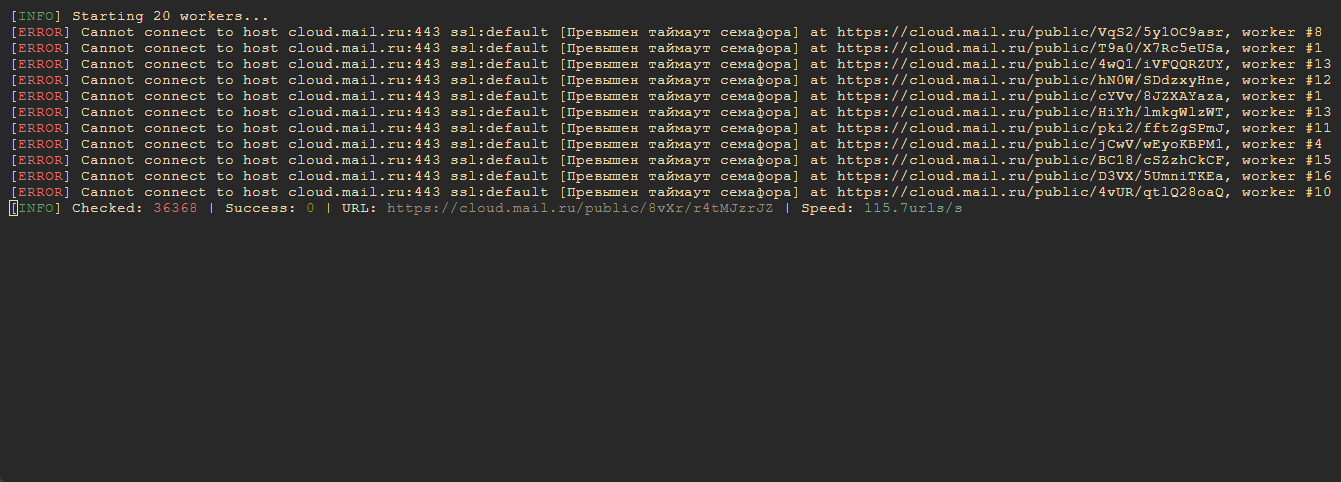 [INFO] Starting 20 workers...
[ERROR] Cannot connect to host cloud.mail.ru:443 ssl:default [Превышен таймаут семафора] at https://cloud.mail.ru/public/VqS2/5y1OC9asr, worker #8
[ERROR] Cannot connect to host cloud.mail.ru:443 ssl:default [Превышен таймаут семафора] at https://cloud.mail.ru/public/T9a0/X7Rc5eUSa, worker #1
[ERROR] Cannot connect to host cloud.mail.ru:443 ssl:default [Превышен таймаут семафора] at https://cloud.mail.ru/public/4wQ1/iVFQQRZUY, worker #13
[ERROR] Cannot connect to host cloud.mail.ru:443 ssl:default [Превышен таймаут семафора] at https://cloud.mail.ru/public/hN0W/SDdzxyHne, worker #12
[ERROR] Cannot connect to host cloud.mail.ru:443 ssl:default [Превышен таймаут семафора] at https://cloud.mail.ru/public/cYVv/8JZXAYaza, worker #1
[ERROR] Cannot connect to host cloud.mail.ru:443 ssl:default [Превышен таймаут семафора] at https://cloud.mail.ru/public/HiYh/lmkgWlzWT, worker #13
[ERROR] Cannot connect to host cloud.mail.ru:443 ssl:default [Превышен таймаут семафора] at https://cloud.mail.ru/public/pki2/fftZgSPmJ, worker #11
[ERROR] Cannot connect to host cloud.mail.ru:443 ssl:default [Превышен таймаут семафора] at https://cloud.mail.ru/public/jCwV/wEyoKBPM1, worker #4
[ERROR] Cannot connect to host cloud.mail.ru:443 ssl:default [Превышен таймаут семафора] at https://cloud.mail.ru/public/BC18/cSZzhCkCF, worker #15
[ERROR] Cannot connect to host cloud.mail.ru:443 ssl:default [Превышен таймаут семафора] at https://cloud.mail.ru/public/D3VX/5UmniTKEa, worker #16
[ERROR] Cannot connect to host cloud.mail.ru:443 ssl:default [Превышен таймаут семафора] at https://cloud.mail.ru/public/4vUR/qtlQ28oaQ, worker #10
[INFO] Checked: 36368 | Success: 0 | URL: https://cloud.mail.ru/public/8vXr/r4tMJzrJZ | Speed: 115.7urls/s